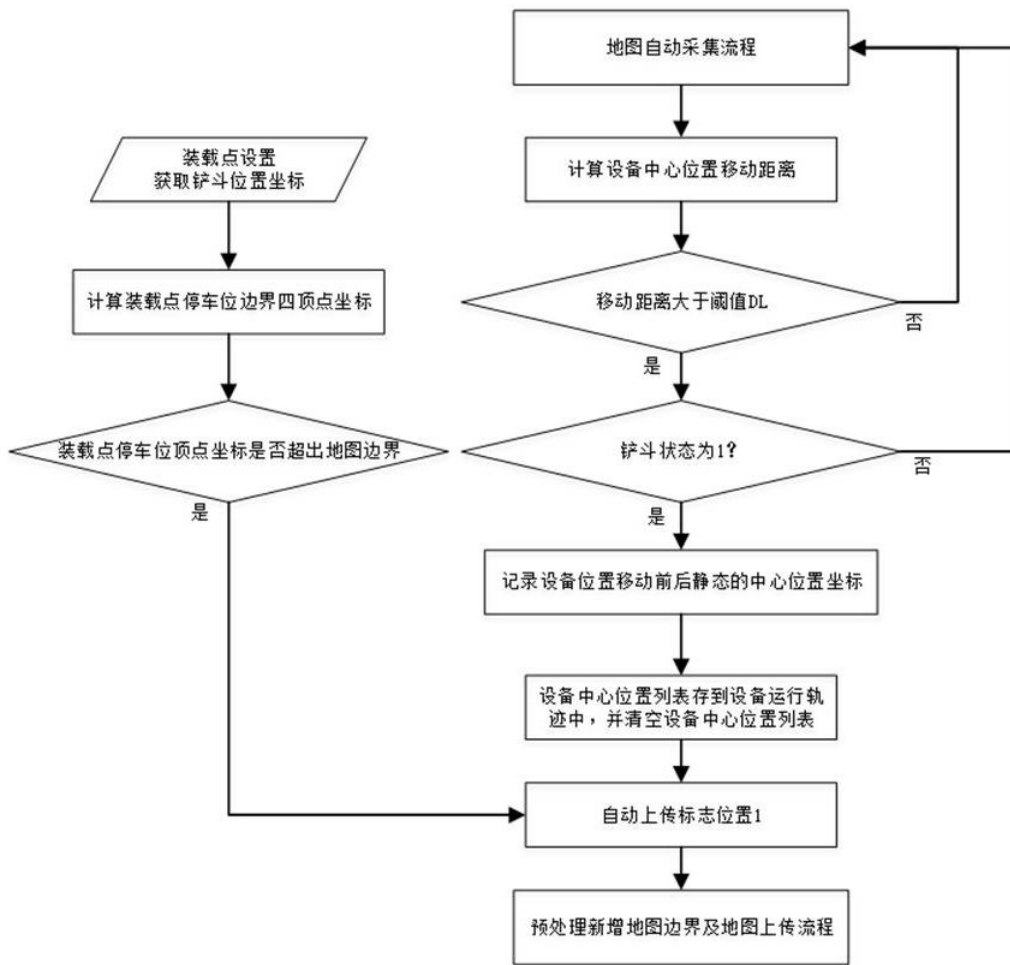 地图自动采集流程
装载点设置
获取铲斗位置坐标
计算设备中心位置移动距离
计算装载点停车位边界四顶点坐标
移动距离大于阈值DL
否
是
装载点停车位顶点坐标是否超出地图边界
是
铲斗状态为1?
否
是
记录设备位置移动前后静态的中心位置坐标
设备中心位置列表存到设备运行轨
迹中，并清空设备中心位置列表
自动上传标志位置1
预处理新增地图边界及地图上传流程